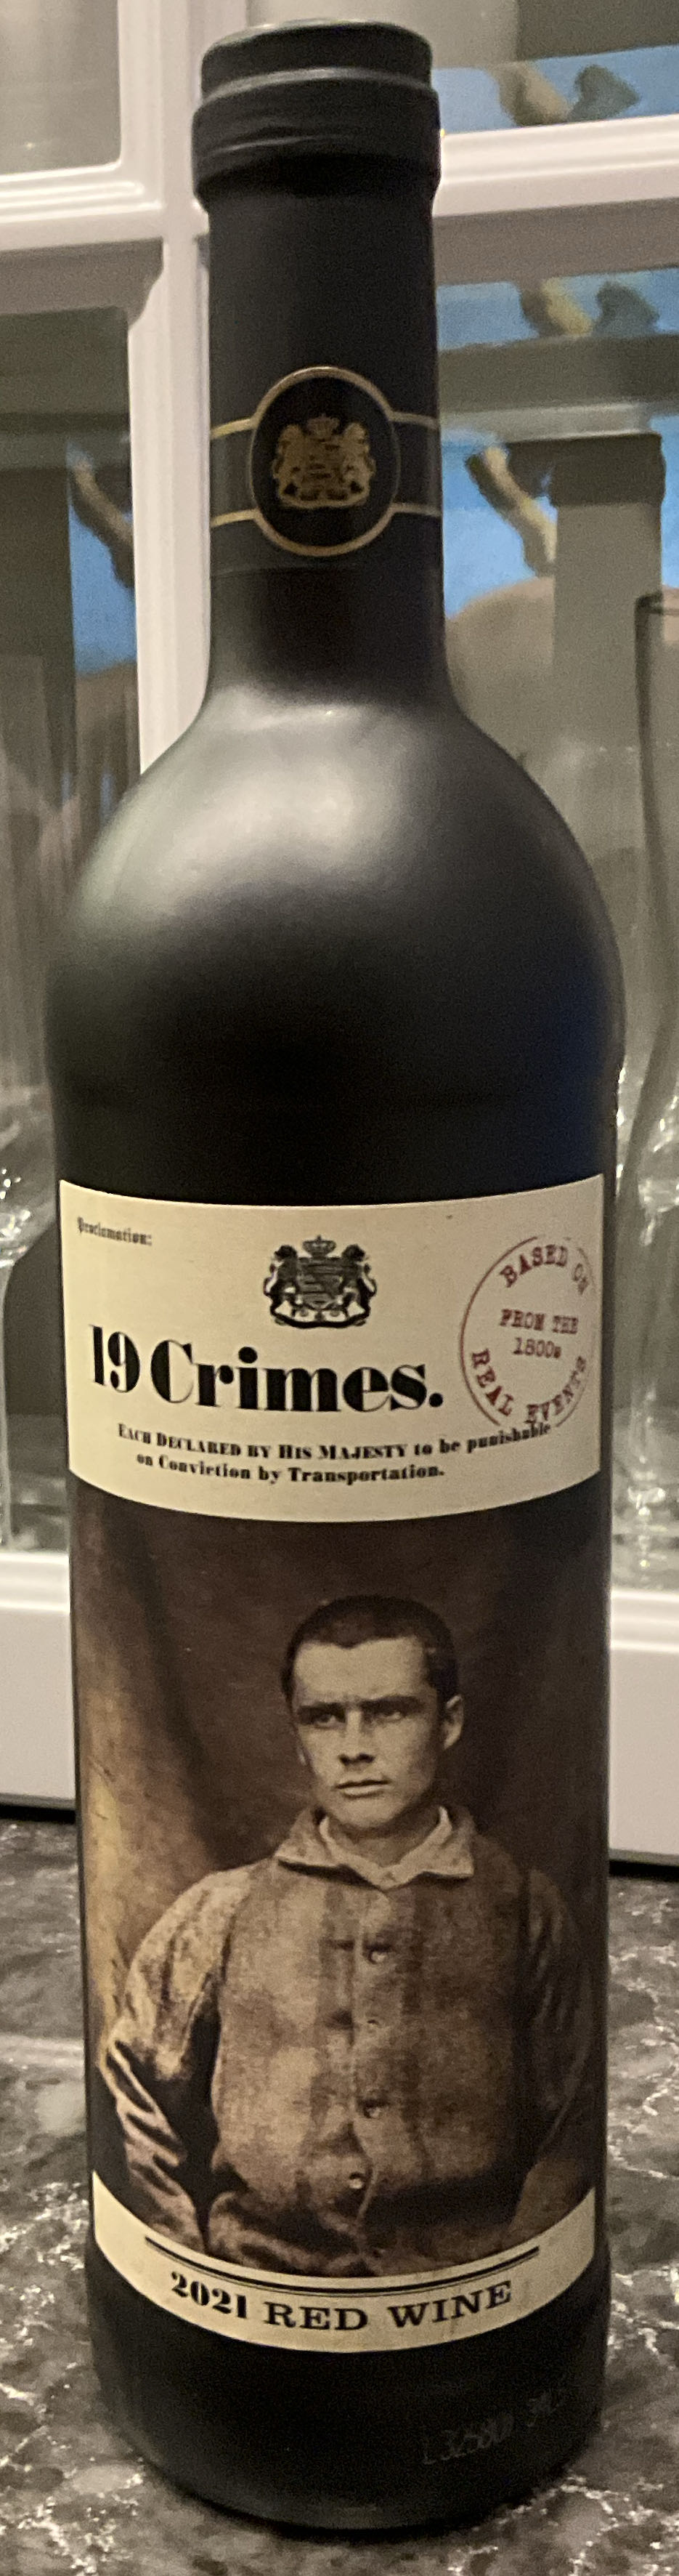 Proclamation:
19 Crimes.
BASED ON
FROM THE
1800s
REAL EVENTS
EACH DECLARED BY HIS MAJESTY to be punishable
on Conviction by Transportation.
2021 RED WINE